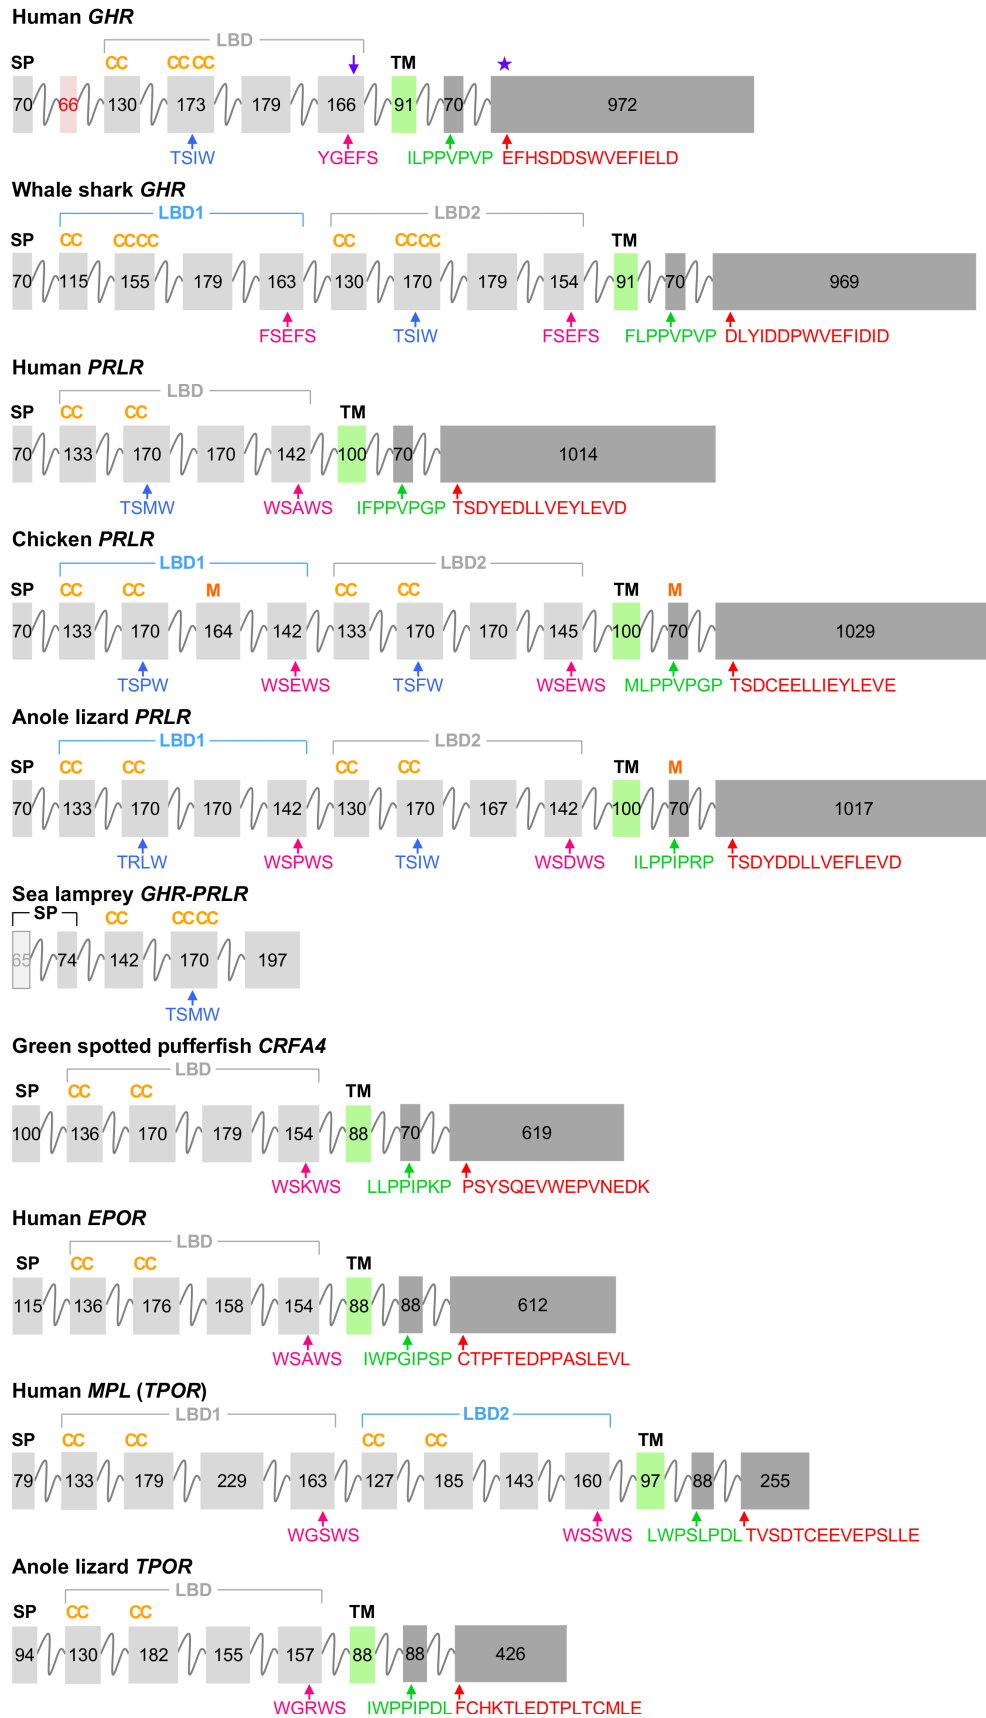 Human GHR
LBD
SP CC CC CC TM ★
70 66 130 173 179 166 91 70 972
TSIW YGEFS ILPPVPVP EFHSDDSWVEFIELD
Whale shark GHR
LBD1 LBD2
SP CC CCCC CC CCCC TM
70 115 155 179 163 130 170 179 154 91 70 969
FSEFS TSIW FSEFS FLPPVPVP DLYIDDPWVEFIDID
Human PRLR
LBD
SP CC CC TM
70 133 170 170 142 100 70 1014
TSMW WSAWS IFPPVPGP TSDYEDLLVEYLEVD
Chicken PRLR
LBD1 LBD2
SP CC CC M CC CC TM M
70 133 170 164 142 133 170 170 145 100 70 1029
TSPW WSEWS TSFW WSEWS MLPPVPGP TSDCEELLIEYLEVE
Anole lizard PRLR
LBD1 LBD2
SP CC CC CC CC TM M
70 133 170 170 142 130 170 167 142 100 70 1017
TRLW WSPWS TSIW WSDWS ILPPIPRP TSDYDDLLVEFLEVD
Sea lamprey GHR-PRLR
SP CC CC CC
65 74 142 170 197
TSMW
Green spotted pufferfish CRFA4
LBD
SP CC CC TM
100 136 170 179 154 88 70 619
WSKWS LLPPIPKP PSYSQEVWEPVNEDK
Human EPOR
LBD
SP CC CC TM
115 136 176 158 154 88 88 612
WSAWS IWPGIPSP CTPFTEDPPASLEVL
Human MPL (TPOR)
LBD1 LBD2
SP CC CC CC CC TM
79 133 179 229 163 127 185 143 160 97 88 255
WGSWS WSSWS LWPSLPDL TVSDTCEEVEPSLLE
Anole lizard TPOR
LBD
SP CC CC TM
94 130 182 155 157 88 88 426
WGRWS IWPPIPDL FCHKTLEDTPLTCMLE